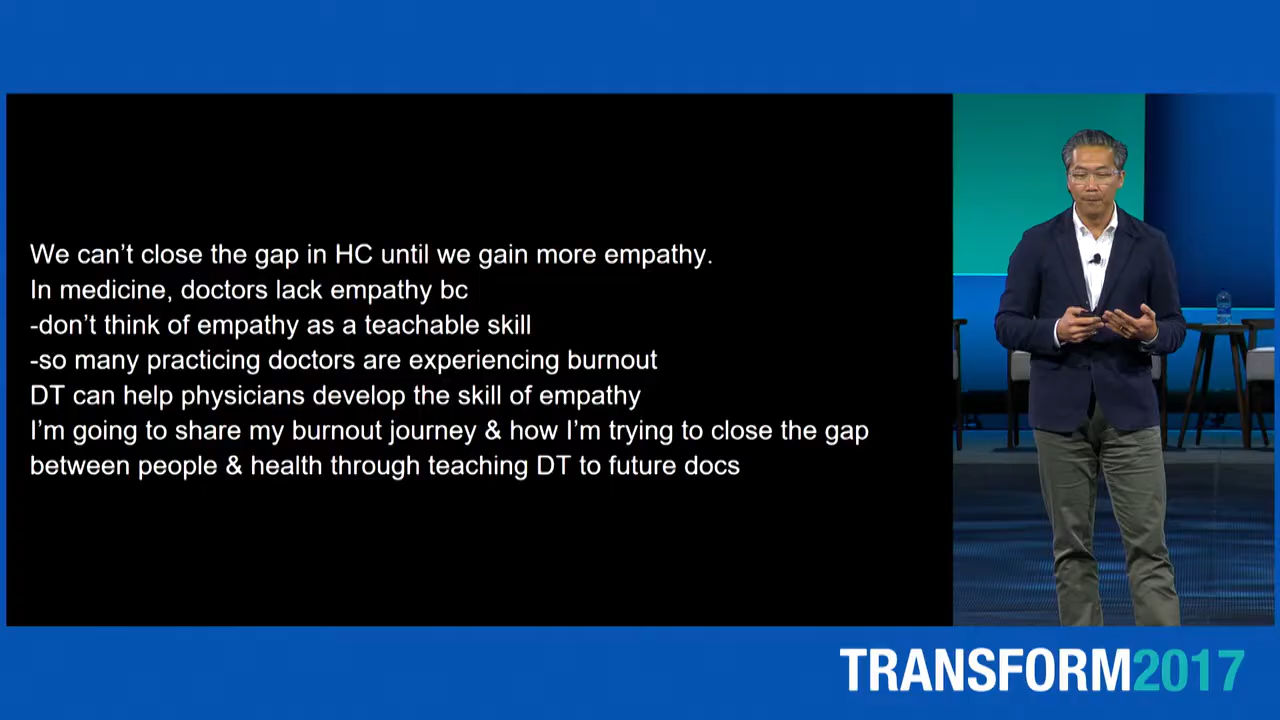 We can't close the gap in HC until we gain more empathy.
In medicine, doctors lack empathy bc
-don't think of empathy as a teachable skill
-so many practicing doctors are experiencing burnout
DT can help physicians develop the skill of empathy
I'm going to share my burnout journey & how I'm trying to close the gap
between people & health through teaching DT to future docs
TRANSFORM2017